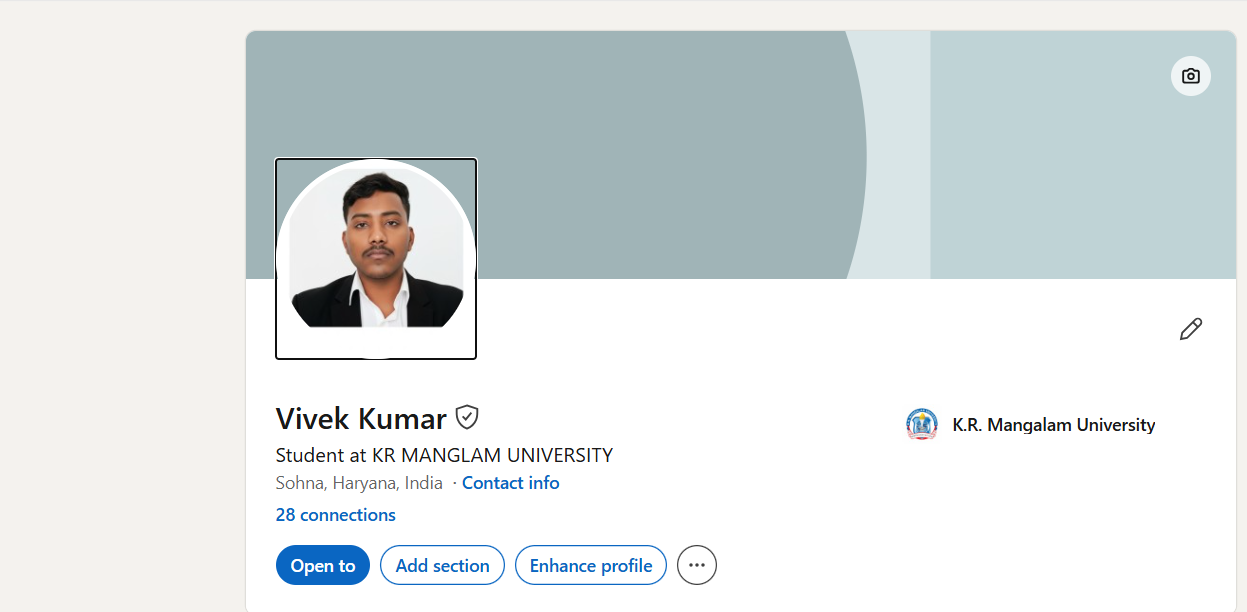 Vivek Kumar
K.R. Mangalam University
Student at KR MANGLAM UNIVERSITY
Sohna, Haryana, India · Contact info
28 connections
Open to
Add section
Enhance profile